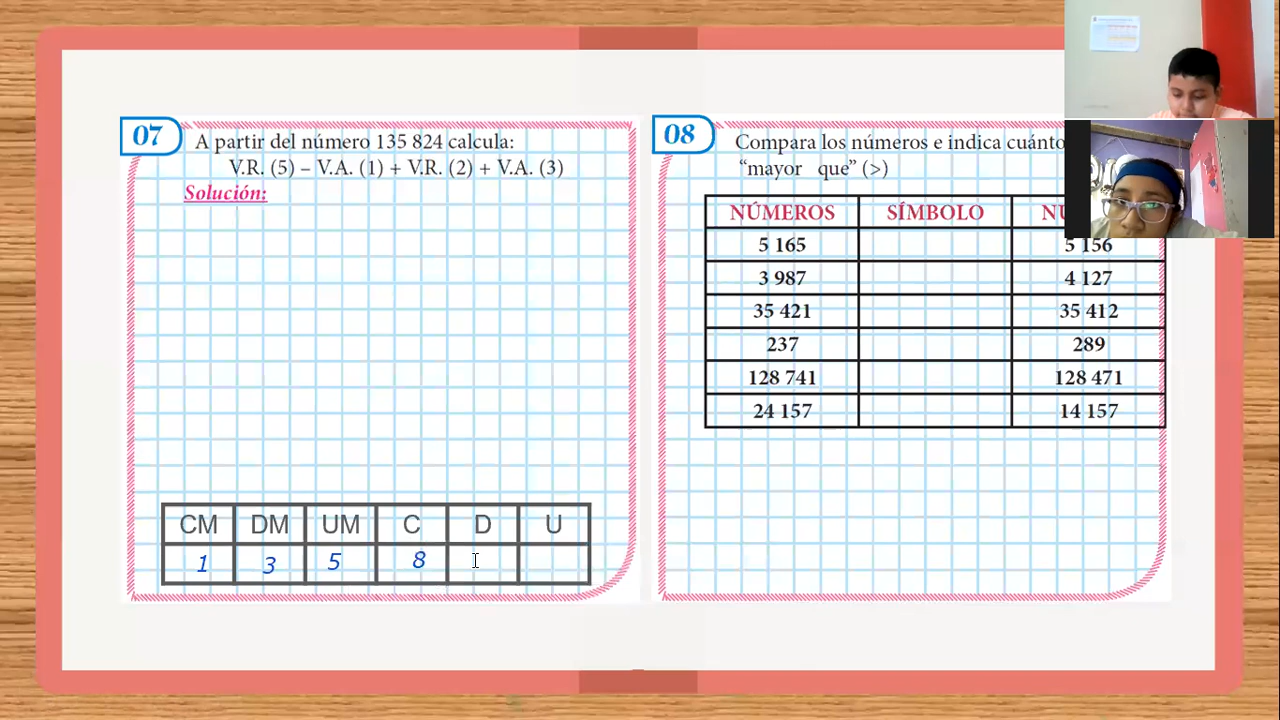 07
A partir del número 135 824 calcula:
V.R. (5) – V.A. (1) + V.R. (2) + V.A. (3)
Solución:
CM DM UM C D U
1 3 5 8
08
Compara los números e indica cuánto
“mayor que” (>)
NÚMEROS SÍMBOLO
5 165 5 156
3 987 4 127
35 421 35 412
237 289
128 741 128 471
24 157 14 157